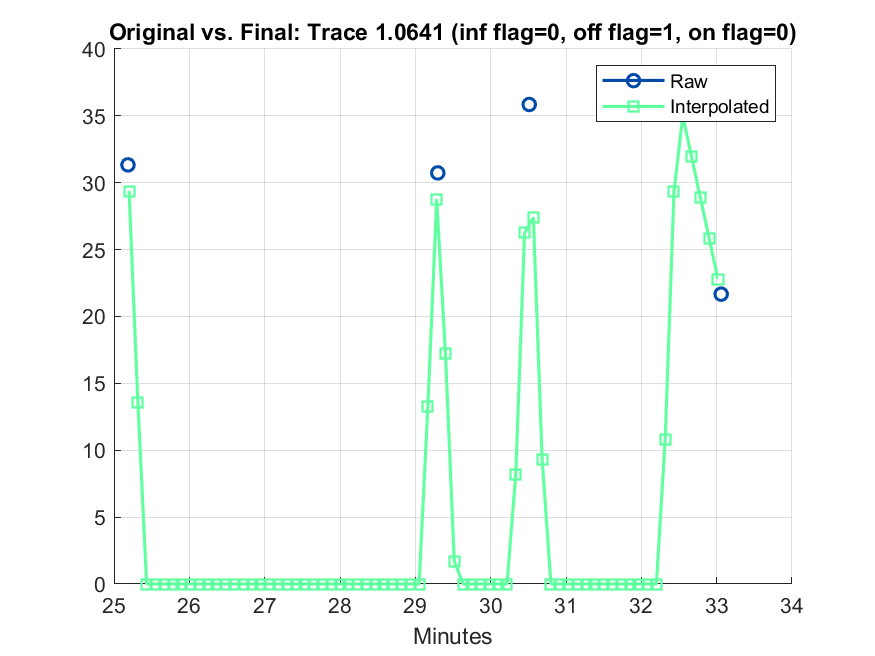 Original vs. Final: Trace 1.0641 (inf flag=0, off flag=1, on flag=0)
40
35
30
25
20
15
10
5
0
Raw
Interpolated
25 26 27 28 29 30 31 32 33 34
Minutes